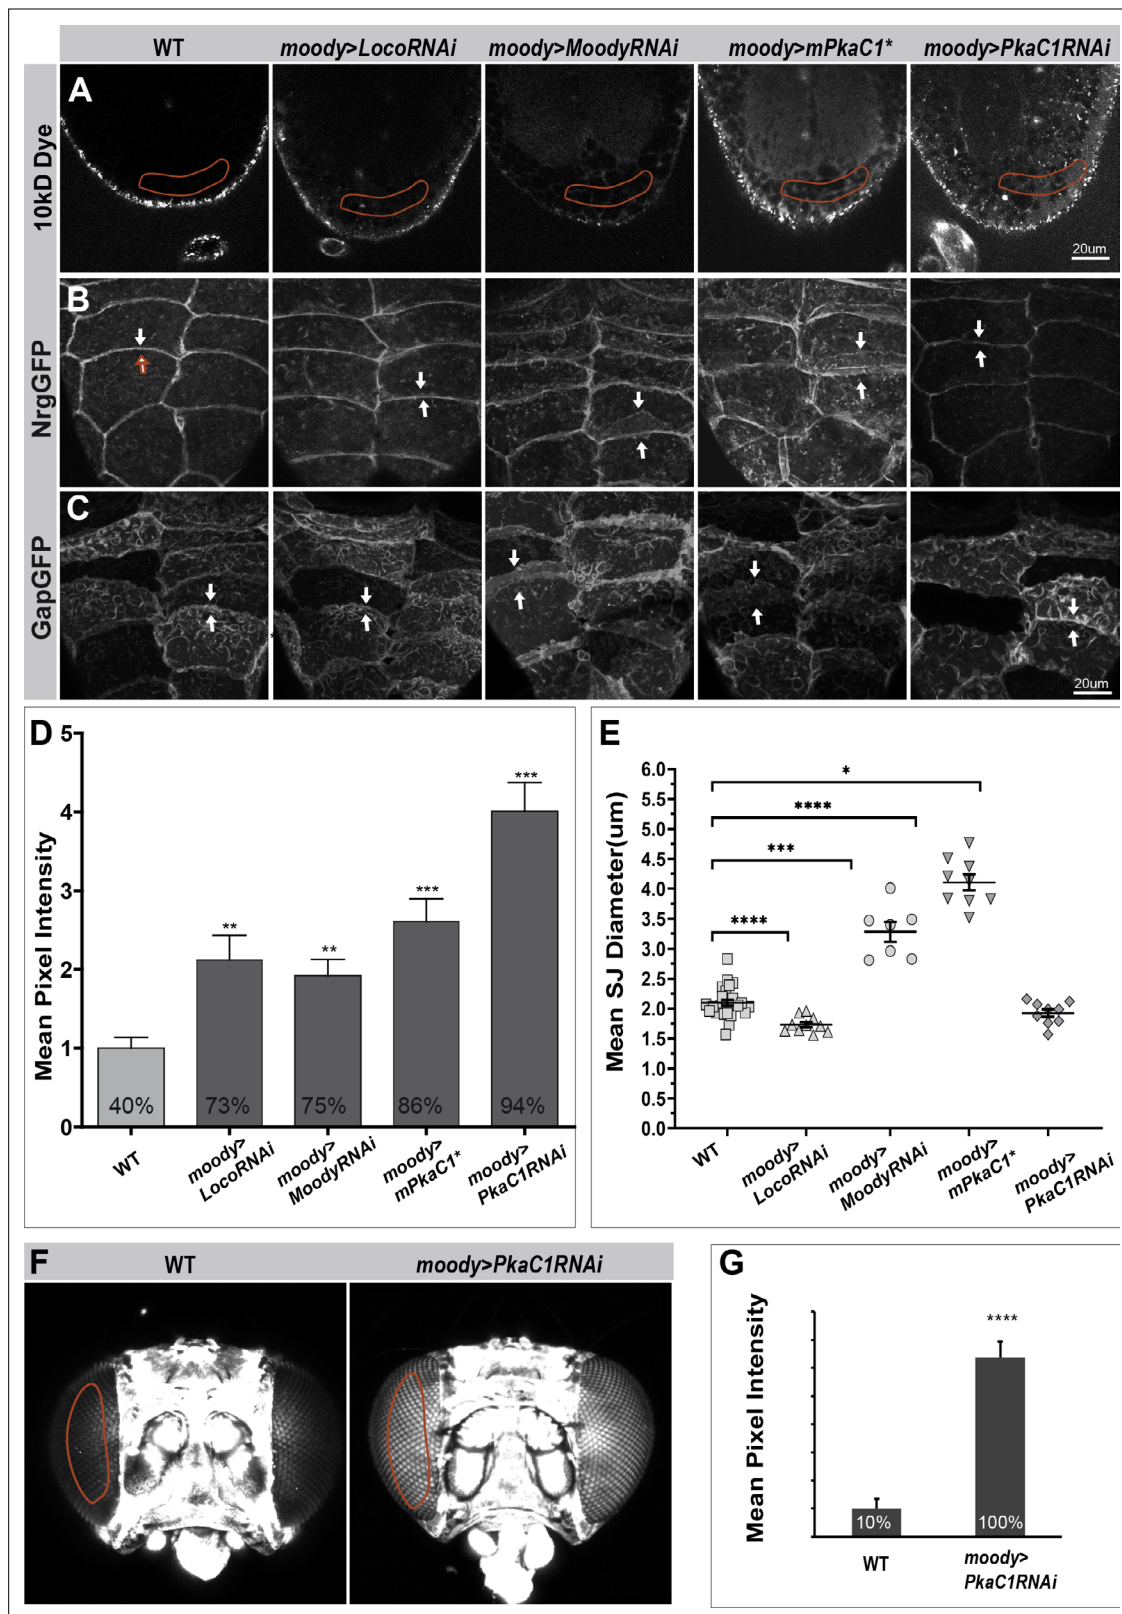 WT moody>LocoRNAi moody>MoodyRNAi moody>mPkaC1* moody>PkaC1RNAi
A
10kD Dye
20um
B
NrgGFP
C
GapGFP
*
20um
D
Mean Pixel Intensity
5
4
3
2
1
0
**
**
***
***
40% 73% 75% 86% 94%
WT
moody>
LocoRNAi
moody>
MoodyRNAi
moody>
mPkaC1*
moody>
PkaC1RNAi
E
Mean SJ Diameter(um)
6.0
5.5
5.0
4.5
4.0
3.5
3.0
2.5
2.0
1.5
1.0
0.5
0.0
*
****
***
****
WT
moody>
LocoRNAi
moody>
MoodyRNAi
moody>
mPkaC1*
moody>
PkaC1RNAi
F
WT moody>PkaC1RNAi
G
Mean Pixel Intensity
****
10% 100%
WT
moody>
PkaC1RNAi